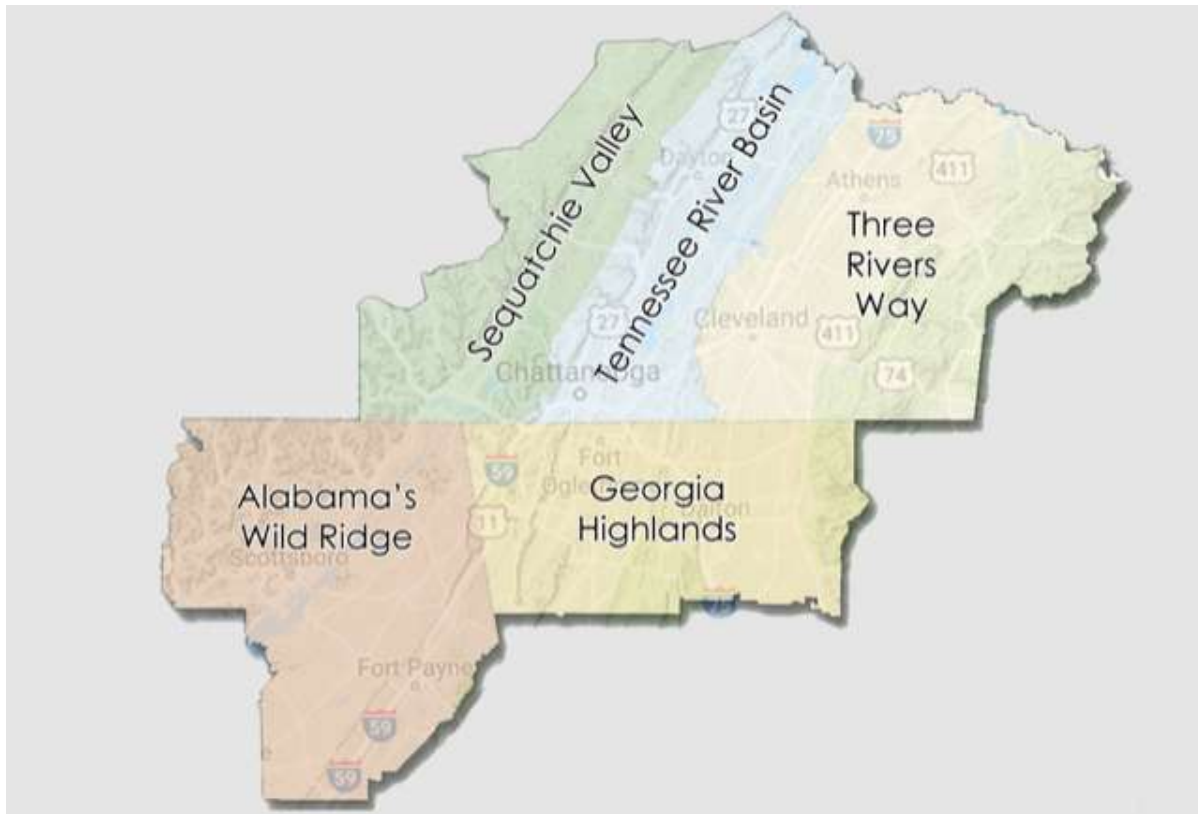 Sequatchie Valley
Tennessee River Basin
27
Dayton
75
411
Athens
Three
Rivers
Way
27
Cleveland
411
74
Chattanooga
Alabama's
Wild Ridge
59
Fort
Georgia
Highlands
11
Dalton
Scottsboro
75
Fort Payne
59
59